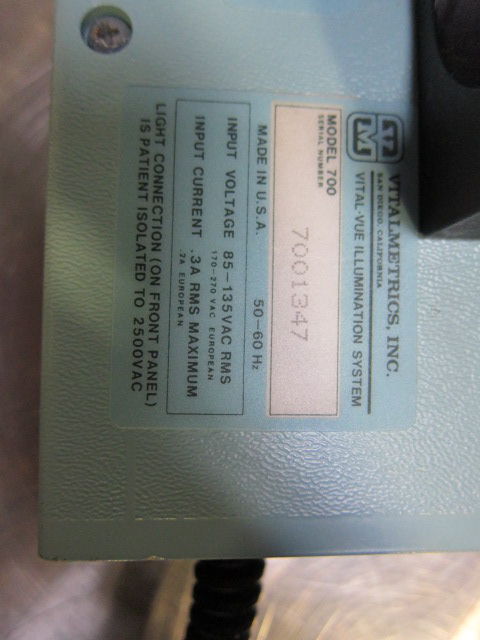 VM
VITALMETRICS, INC.
SAN DIEGO, CALIFORNIA
VITAL-VUE ILLUMINATION SYSTEM
MODEL 700
SERIAL NUMBER
7001347
MADE IN U.S.A. 50-60 Hz
INPUT VOLTAGE 85-135VAC RMS
170-270 VAC EUROPEAN
INPUT CURRENT .3A RMS MAXIMUM
.2A EUROPEAN
LIGHT CONNECTION (ON FRONT PANEL)
IS PATIENT ISOLATED TO 2500VAC